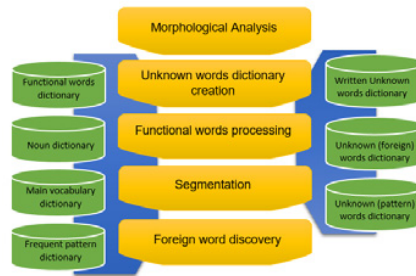 Morphological Analysis
Unknown words dictionary
creation
Functional words processing
Segmentation
Foreign word discovery
Functional words
dictionary
Noun dictionary
Main vocabulary
dictionary
Frequent pattern
dictionary
Written Unknown
words dictionary
Unknown (foreign)
words dictionary
Unknown (pattern)
words dictionary